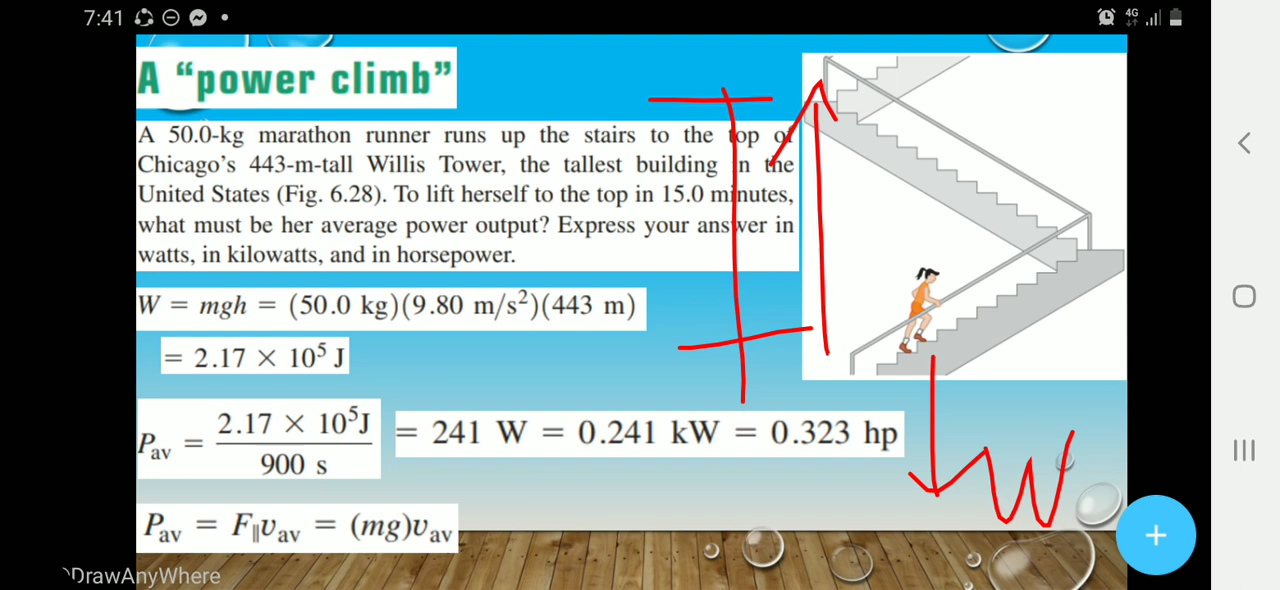 7:41
4G
A “power climb”
A 50.0-kg marathon runner runs up the stairs to the top of
Chicago’s 443-m-tall Willis Tower, the tallest building in the
United States (Fig. 6.28). To lift herself to the top in 15.0 minutes,
what must be her average power output? Express your answer in
watts, in kilowatts, and in horsepower.
W = mgh = (50.0 kg)(9.80 m/s²)(443 m)
= 2.17 × 10⁵ J
P_av = 2.17 × 10⁵J / 900 s = 241 W = 0.241 kW = 0.323 hp
P_av = F_∥v_av = (mg)v_av
W
DrawAnyWhere